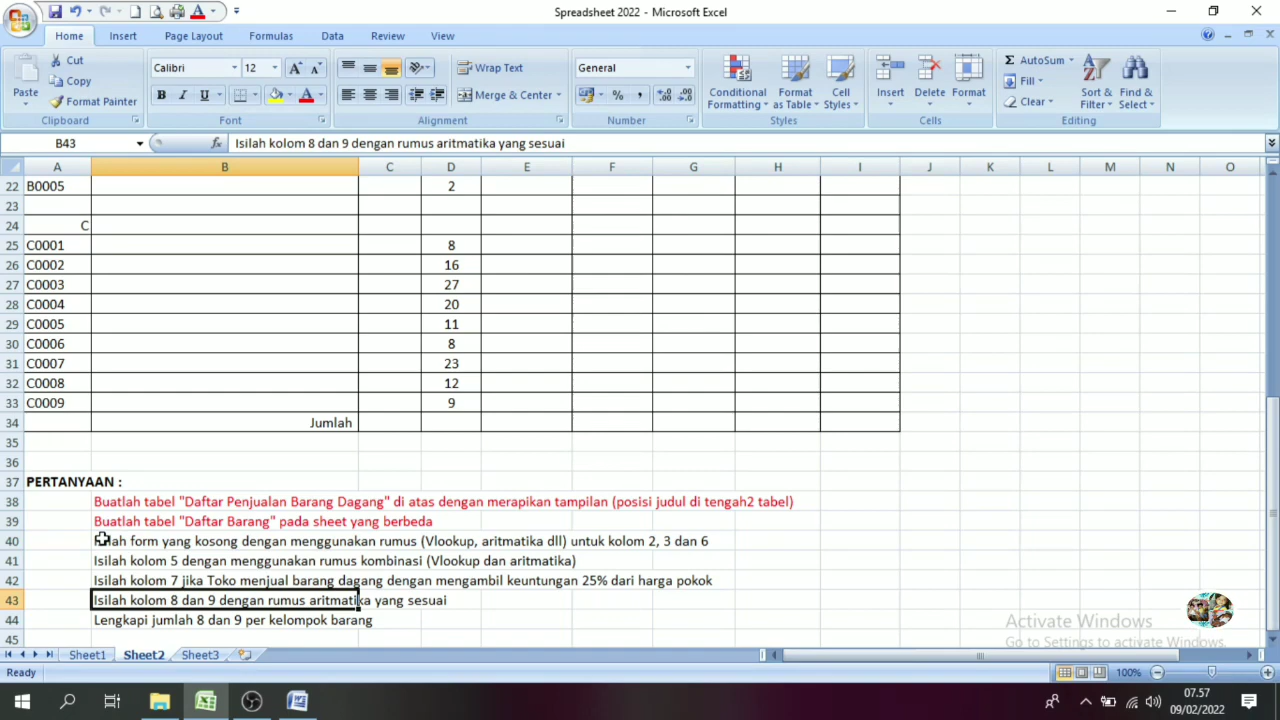 Spreadsheet 2022 - Microsoft Excel
Home Insert Page Layout Formulas Data Review View
Paste
Cut
Copy
Format Painter
Clipboard
Calibri 12
B I U
A
Font
Wrap Text
Merge & Center
Alignment
General
% ,
Number
Conditional Formatting
Format as Table
Cell Styles
Styles
Insert
Delete
Format
Cells
Σ AutoSum
Fill
Clear
Sort & Filter
Find & Select
Editing
B43 fx Isilah kolom 8 dan 9 dengan rumus aritmatika yang sesuai
A B C D E F G H I J K L M N O
22 B0005 2
23
24 C
25 C0001 8
26 C0002 16
27 C0003 27
28 C0004 20
29 C0005 11
30 C0006 8
31 C0007 23
32 C0008 12
33 C0009 9
34 Jumlah
35
36
37 PERTANYAAN :
38 Buatlah tabel "Daftar Penjualan Barang Dagang" di atas dengan merapikan tampilan (posisi judul di tengah2 tabel)
39 Buatlah tabel "Daftar Barang" pada sheet yang berbeda
40 lah form yang kosong dengan menggunakan rumus (Vlookup, aritmatika dll) untuk kolom 2, 3 dan 6
41 Isilah kolom 5 dengan menggunakan rumus kombinasi (Vlookup dan aritmatika)
42 Isilah kolom 7 jika Toko menjual barang dagang dengan mengambil keuntungan 25% dari harga pokok
43 Isilah kolom 8 dan 9 dengan rumus aritmatika yang sesuai
44 Lengkapi jumlah 8 dan 9 per kelompok barang
45
Activate Windows
Go to Settings to activate Windows.
Sheet1 Sheet2 Sheet3
Ready 100%
07.57
09/02/2022